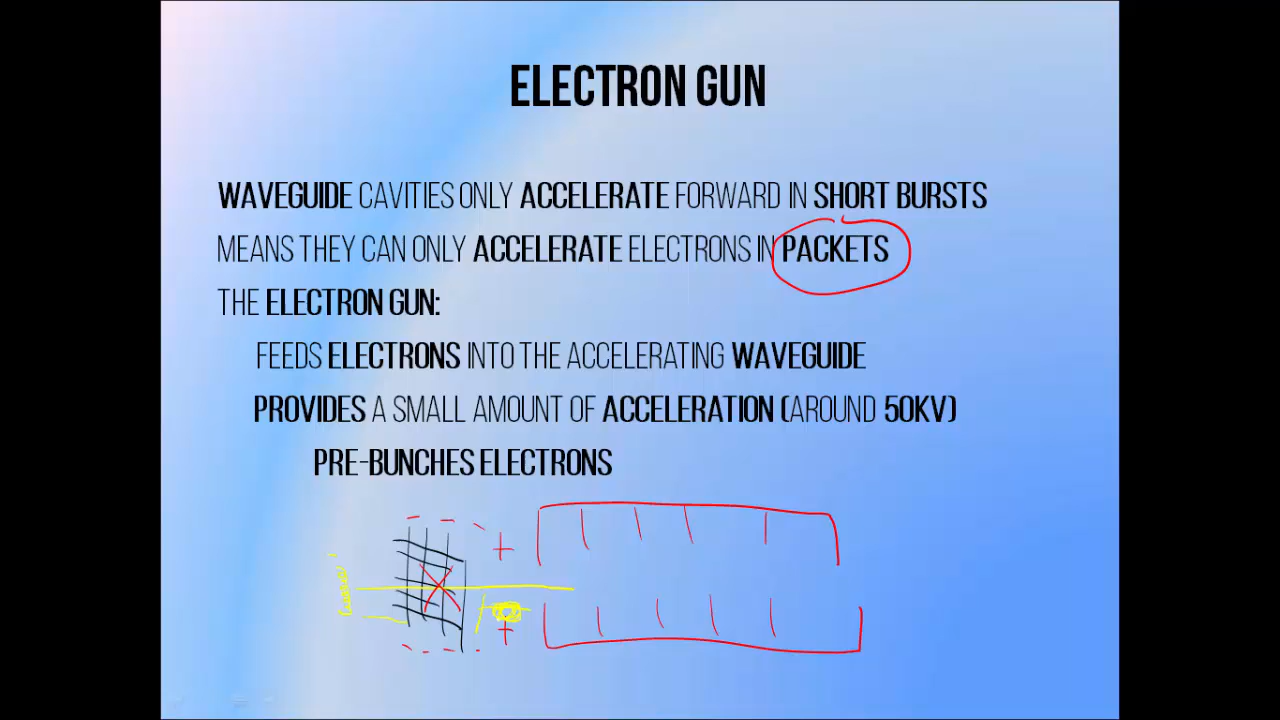 ELECTRON GUN
WAVEGUIDE CAVITIES ONLY ACCELERATE FORWARD IN SHORT BURSTS
MEANS THEY CAN ONLY ACCELERATE ELECTRONS IN PACKETS
THE ELECTRON GUN:
FEEDS ELECTRONS INTO THE ACCELERATING WAVEGUIDE
PROVIDES A SMALL AMOUNT OF ACCELERATION (AROUND 50KV)
PRE-BUNCHES ELECTRONS